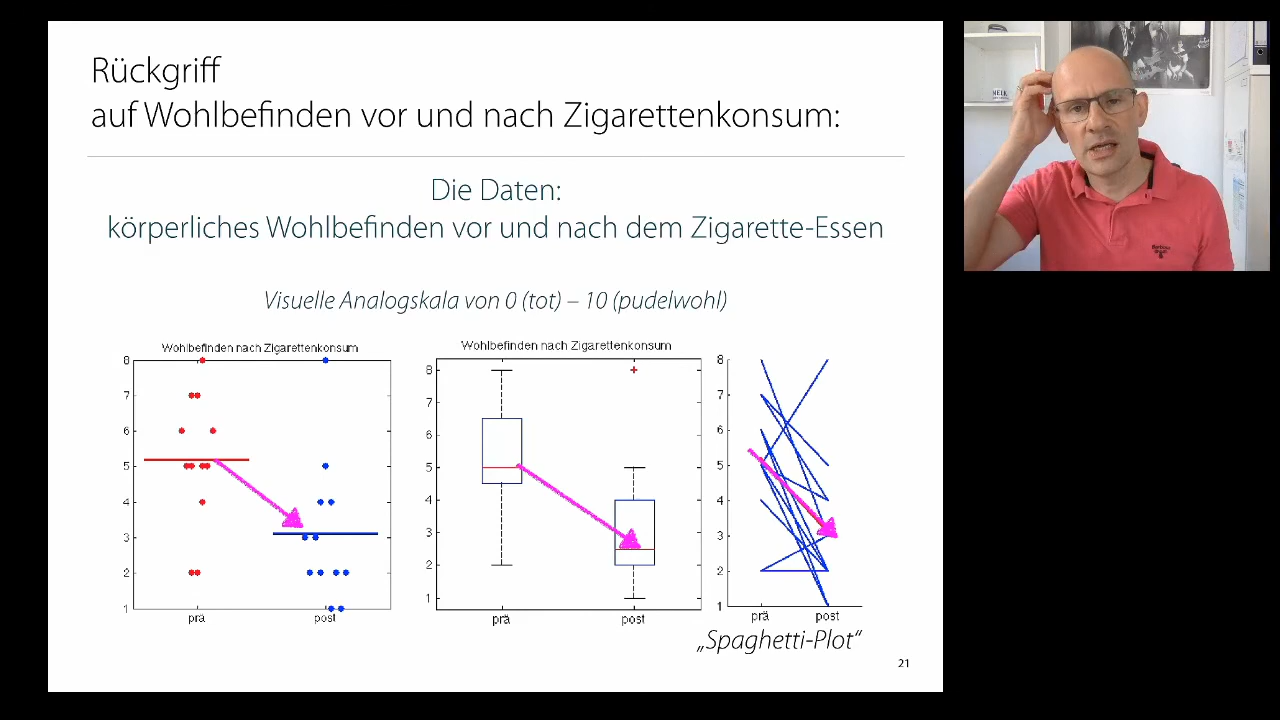 Rückgriff
auf Wohlbefinden vor und nach Zigarettenkonsum:
Die Daten:
körperliches Wohlbefinden vor und nach dem Zigarette-Essen
Visuelle Analogskala von 0 (tot) – 10 (pudelwohl)
Wohlbefinden nach Zigarettenkonsum
8
7
6
5
4
3
2
1
prä
post
Wohlbefinden nach Zigarettenkonsum
8
7
6
5
4
3
2
1
prä
post
8
7
6
5
4
3
2
1
prä
post
„Spaghetti-Plot“
21